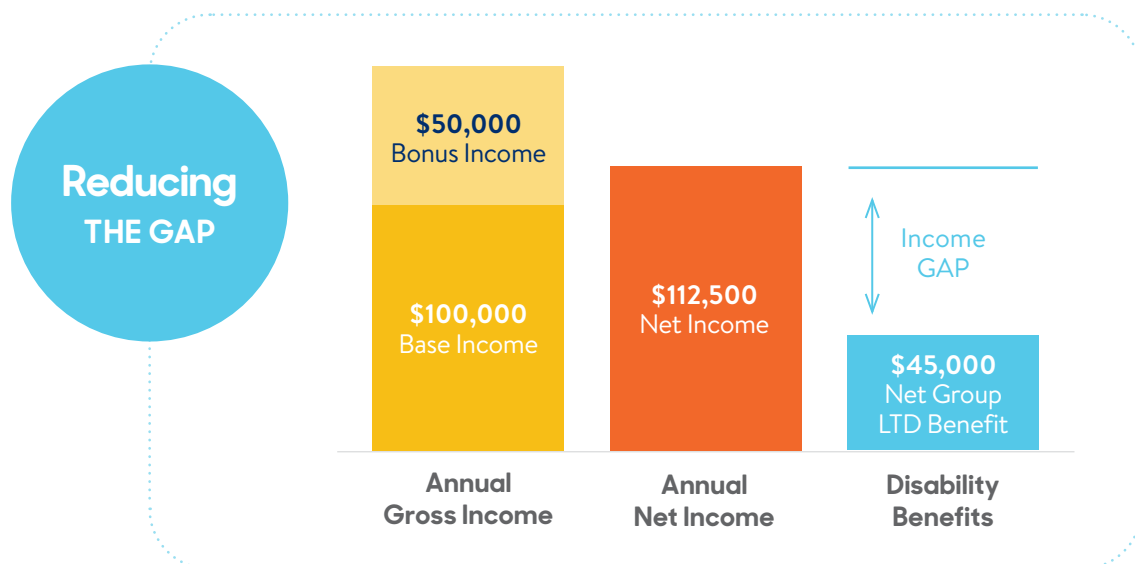 Reducing
THE GAP
$50,000
Bonus Income
$100,000
Base Income
$112,500
Net Income
Income
GAP
$45,000
Net Group
LTD Benefit
Annual
Gross Income
Annual
Net Income
Disability
Benefits